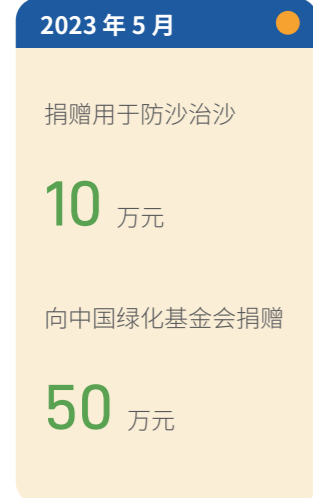 2023 年 5 月
捐赠用于防沙治沙
10 万元
向中国绿化基金会捐赠
50 万元